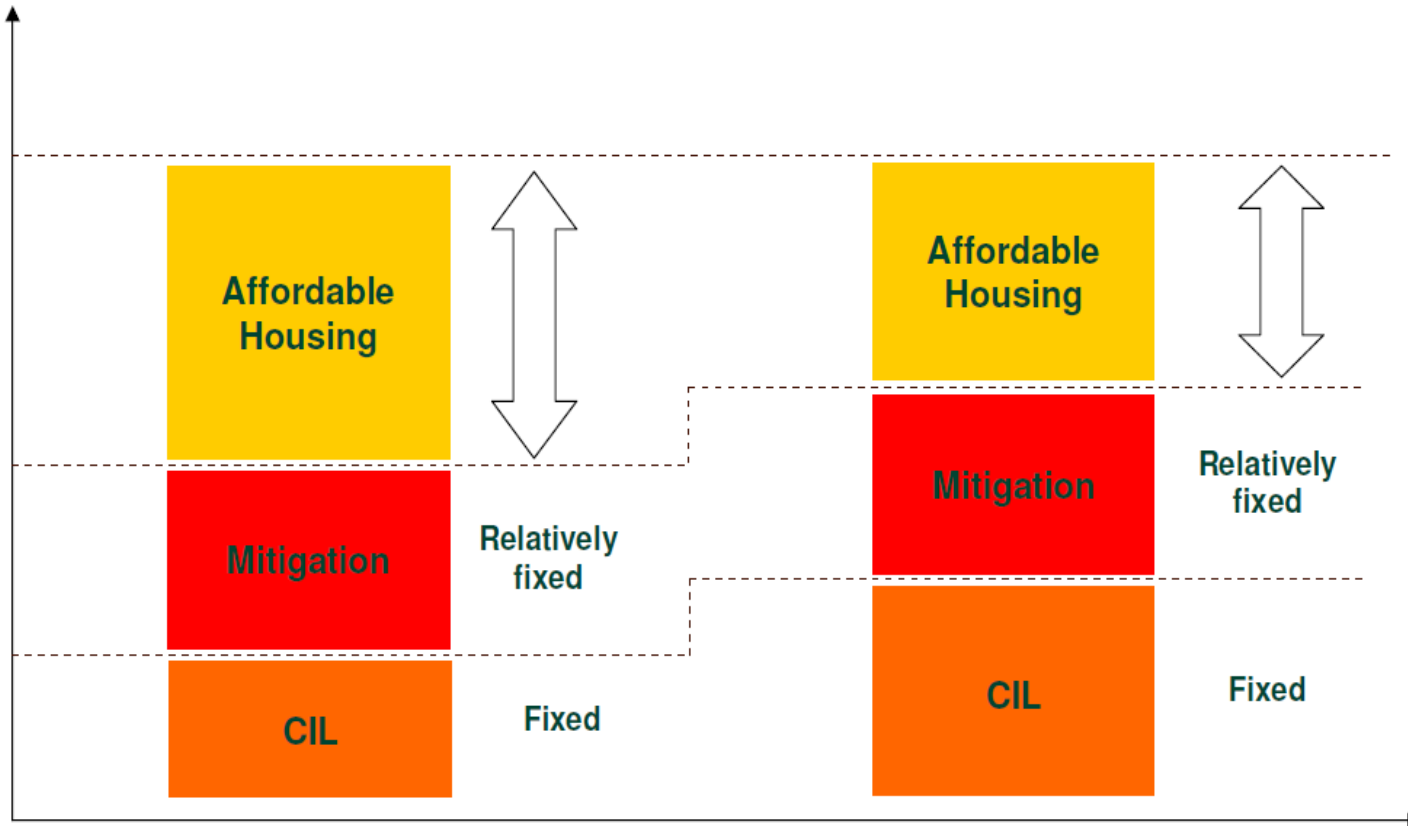 Affordable
Housing
Mitigation
Relatively
fixed
CIL
Fixed
Affordable
Housing
Mitigation
Relatively
fixed
CIL
Fixed